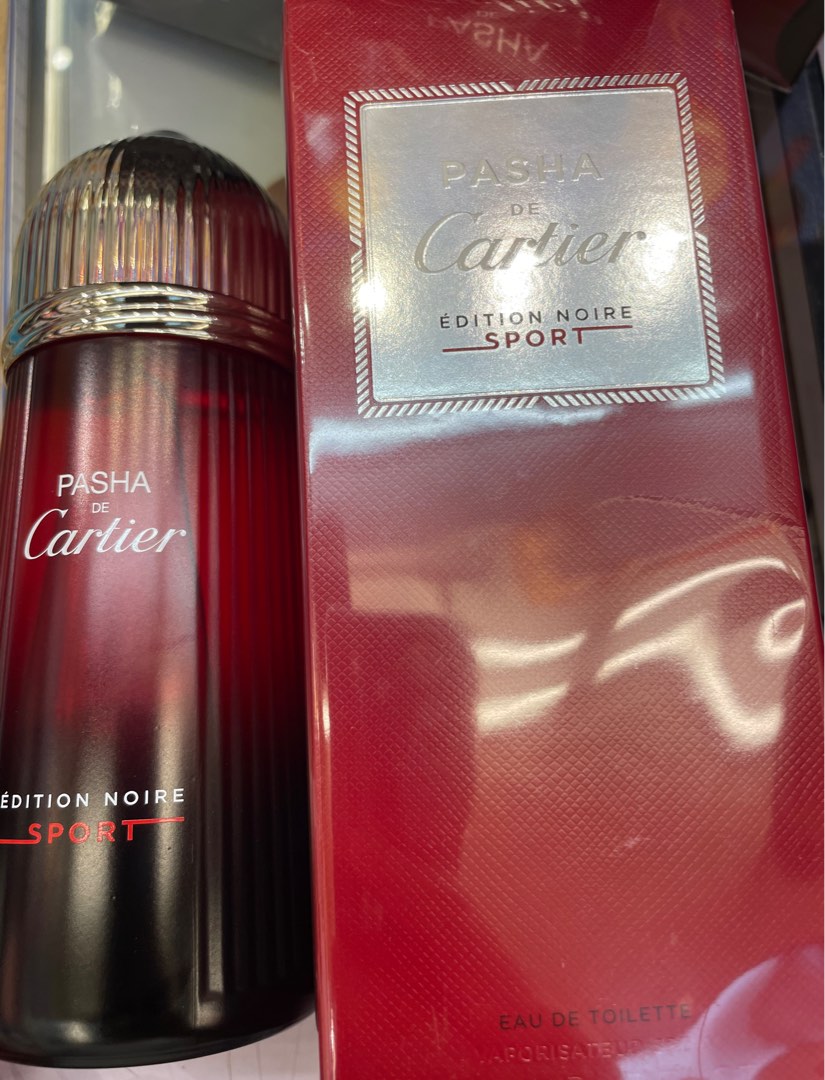 PASHA
DE
Cartier
ÉDITION NOIRE
SPORT
PASHA
DE
Cartier
ÉDITION NOIRE
SPORT
EAU DE TOILETTE